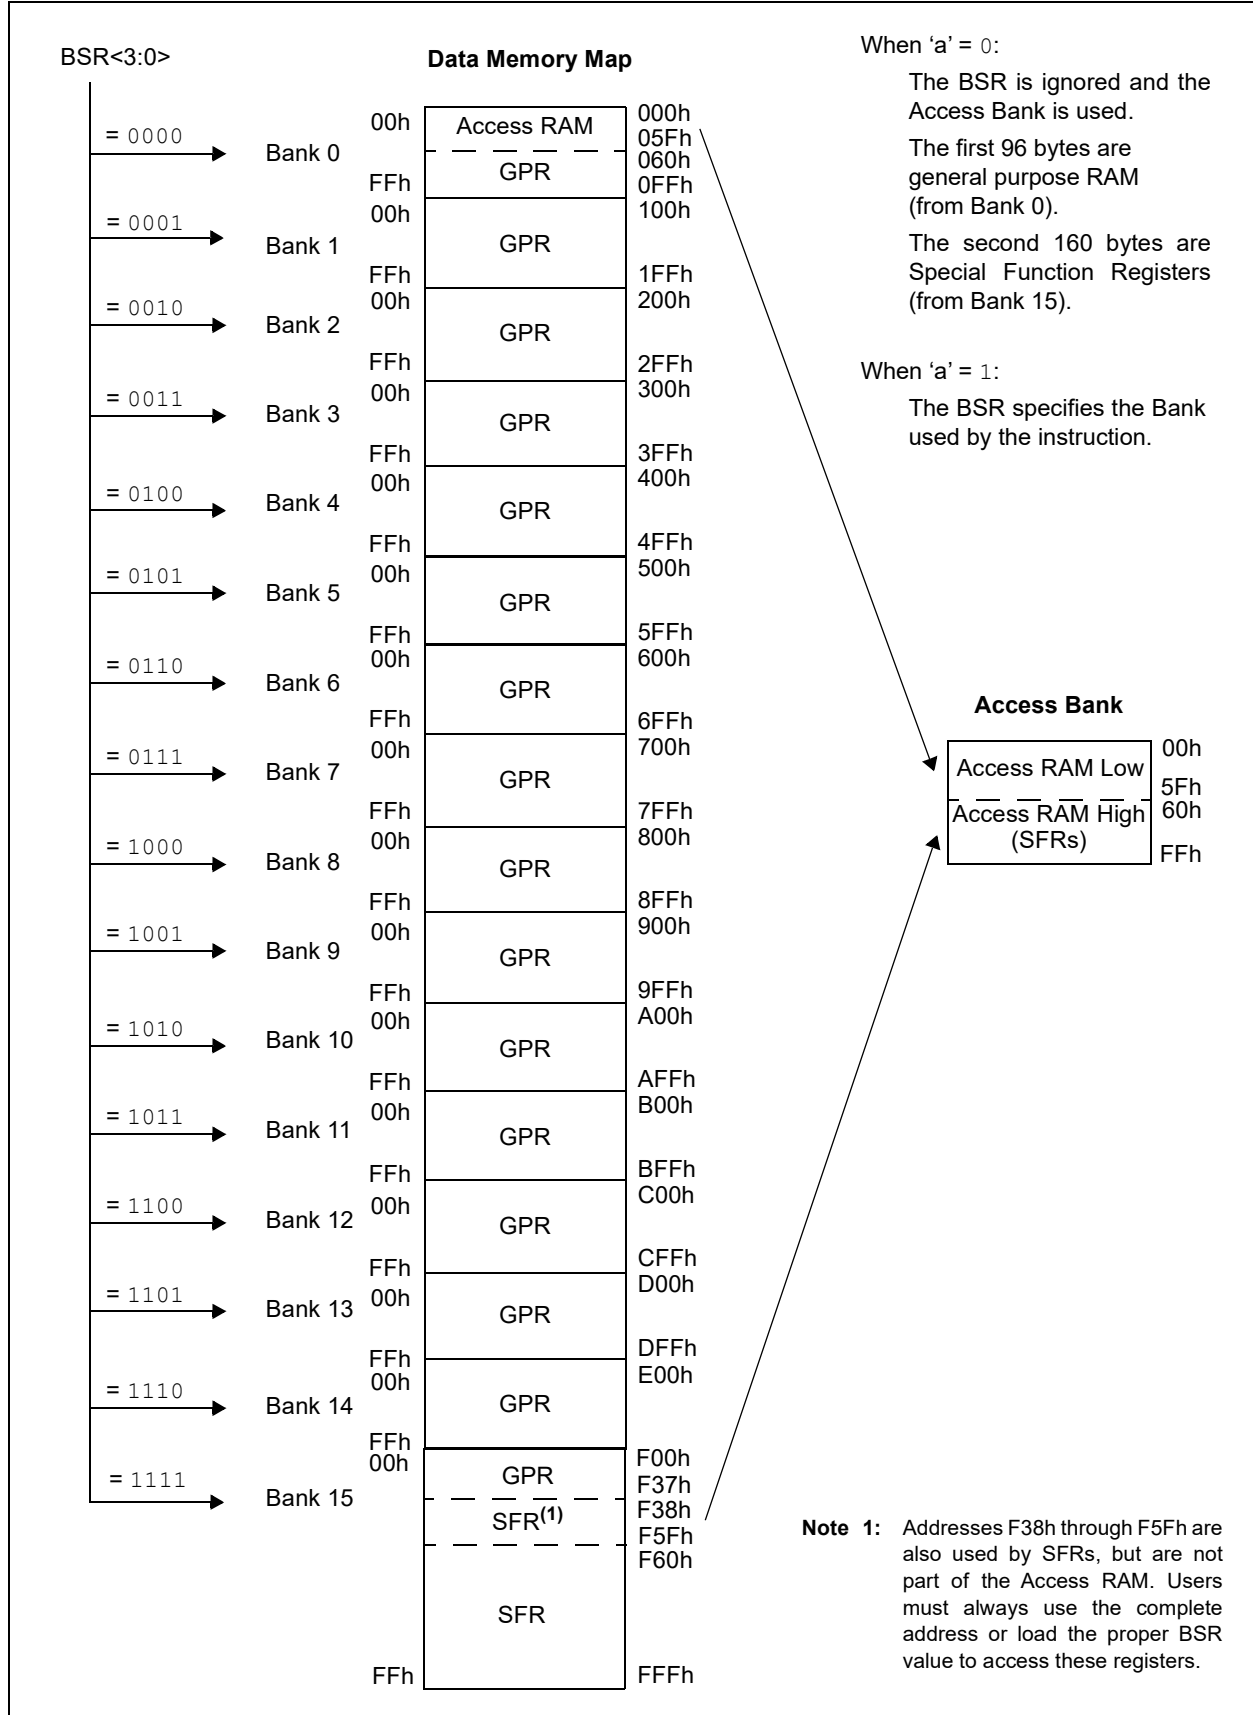 BSR<3:0>
Data Memory Map
When ‘a’ = 0:
The BSR is ignored and the
Access Bank is used.
The first 96 bytes are
general purpose RAM
(from Bank 0).
The second 160 bytes are
Special Function Registers
(from Bank 15).
When ‘a’ = 1:
The BSR specifies the Bank
used by the instruction.
= 0000
Bank 0
00h
Access RAM
000h
05Fh
060h
GPR
FFh
0FFh
= 0001
Bank 1
00h
100h
GPR
FFh
1FFh
= 0010
Bank 2
00h
200h
GPR
FFh
2FFh
= 0011
Bank 3
00h
300h
GPR
FFh
3FFh
= 0100
Bank 4
00h
400h
GPR
FFh
4FFh
= 0101
Bank 5
00h
500h
GPR
FFh
5FFh
= 0110
Bank 6
00h
600h
GPR
FFh
6FFh
= 0111
Bank 7
00h
700h
GPR
FFh
7FFh
= 1000
Bank 8
00h
800h
GPR
FFh
8FFh
= 1001
Bank 9
00h
900h
GPR
FFh
9FFh
= 1010
Bank 10
00h
A00h
GPR
FFh
AFFh
= 1011
Bank 11
00h
B00h
GPR
FFh
BFFh
= 1100
Bank 12
00h
C00h
GPR
FFh
CFFh
= 1101
Bank 13
00h
D00h
GPR
FFh
DFFh
= 1110
Bank 14
00h
E00h
GPR
FFh
= 1111
Bank 15
00h
F00h
GPR
F37h
F38h
SFR(1)
F5Fh
F60h
SFR
FFh
FFFh
Access Bank
Access RAM Low
00h
5Fh
Access RAM High
(SFRs)
60h
FFh
Note 1: Addresses F38h through F5Fh are
also used by SFRs, but are not
part of the Access RAM. Users
must always use the complete
address or load the proper BSR
value to access these registers.